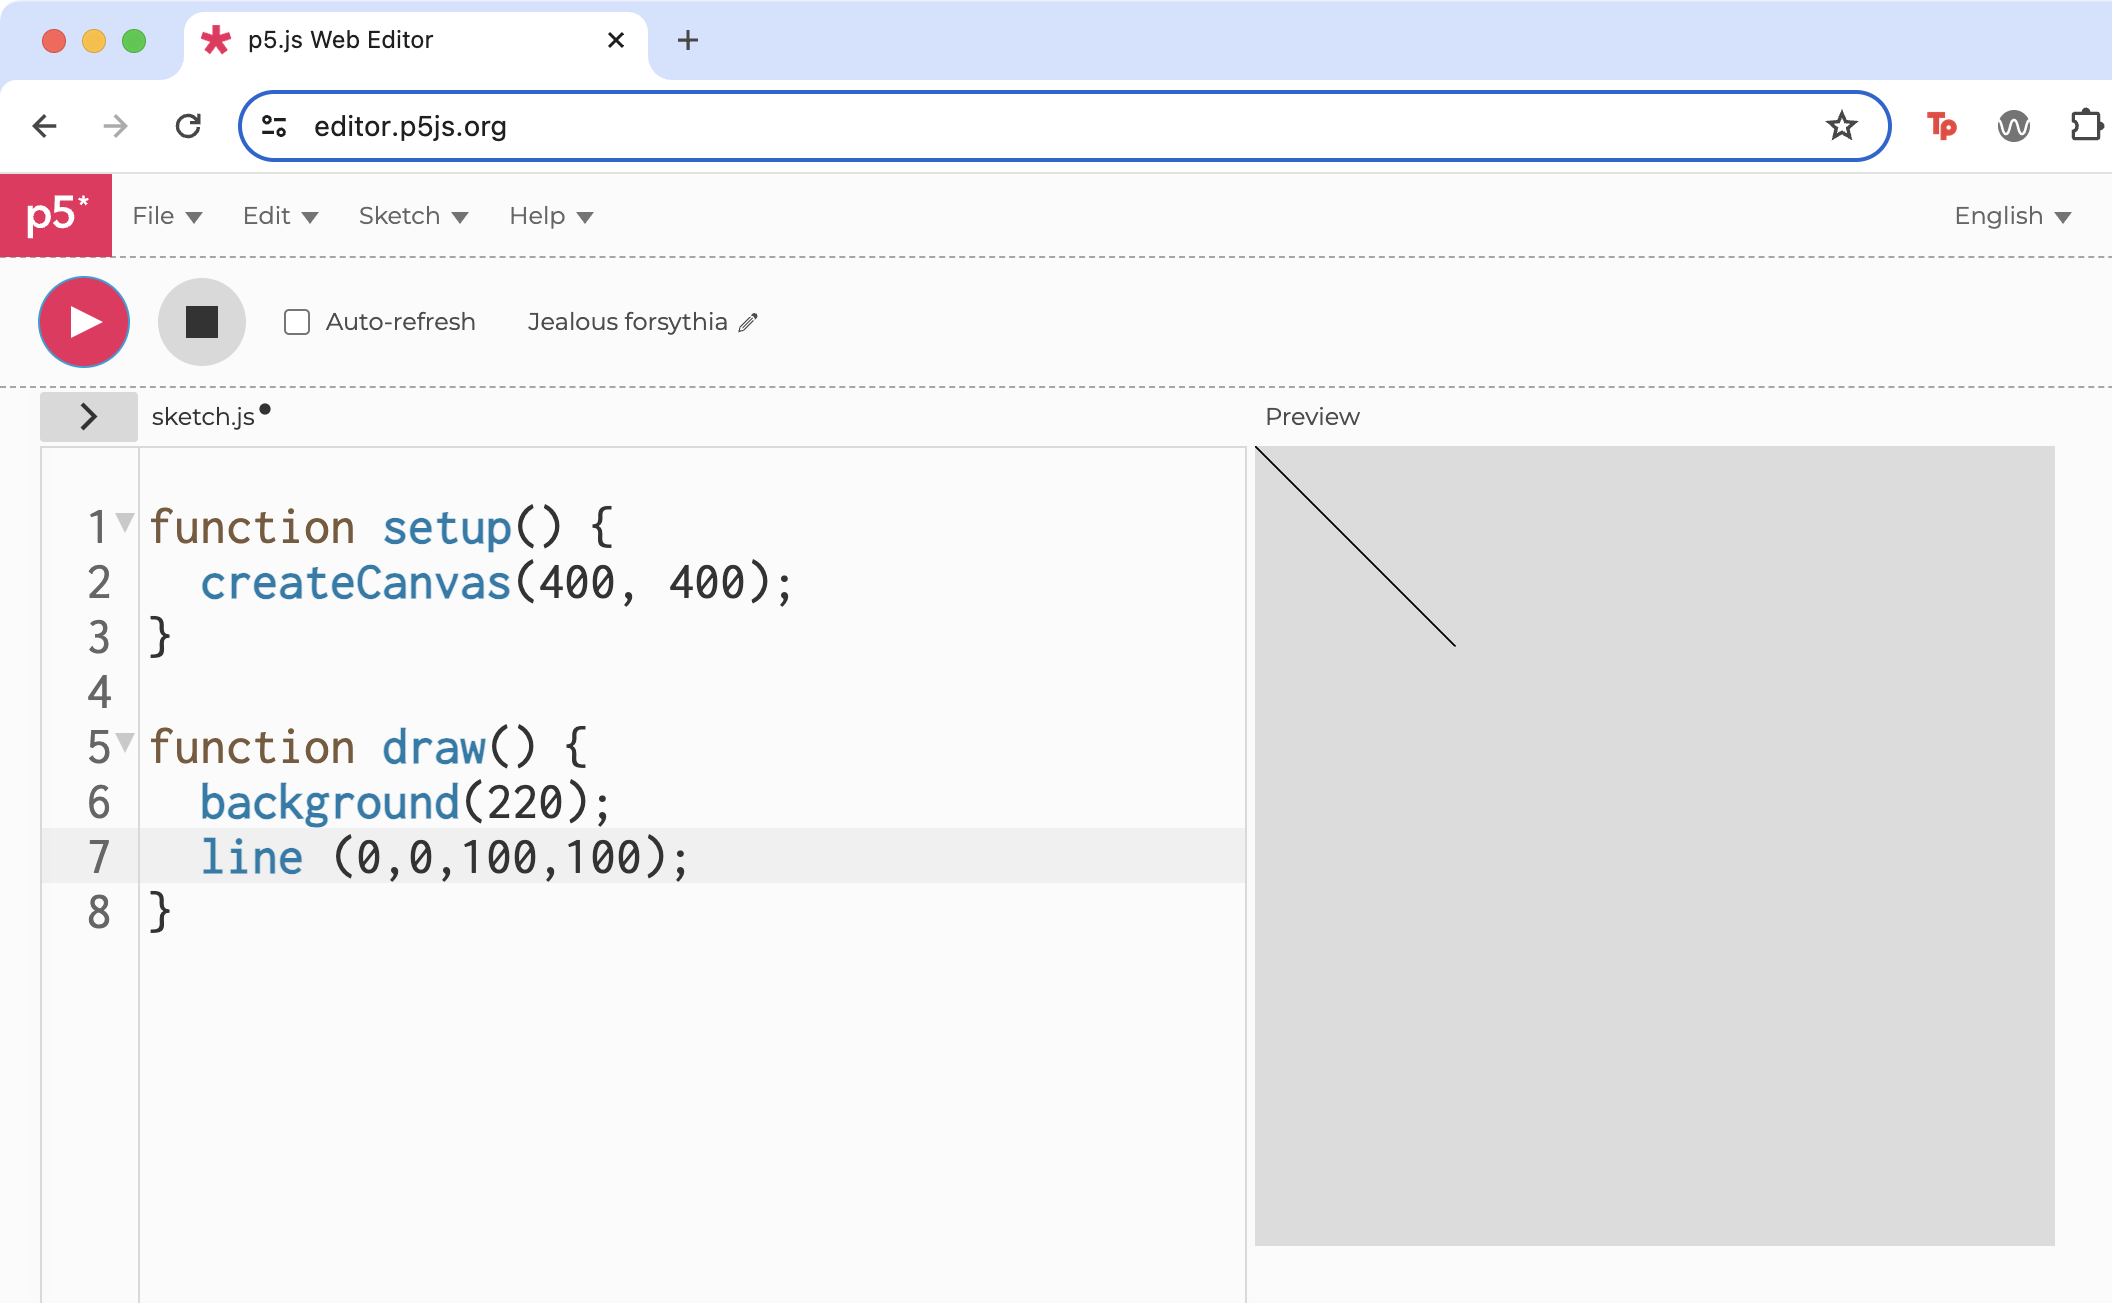 p5.js Web Editor
editor.p5js.org
Tp
p5* File Edit Sketch Help English
Auto-refresh Jealous forsythia
sketch.js Preview
1 function setup() {
2   createCanvas(400, 400);
3 }
4
5 function draw() {
6   background(220);
7   line (0,0,100,100);
8 }